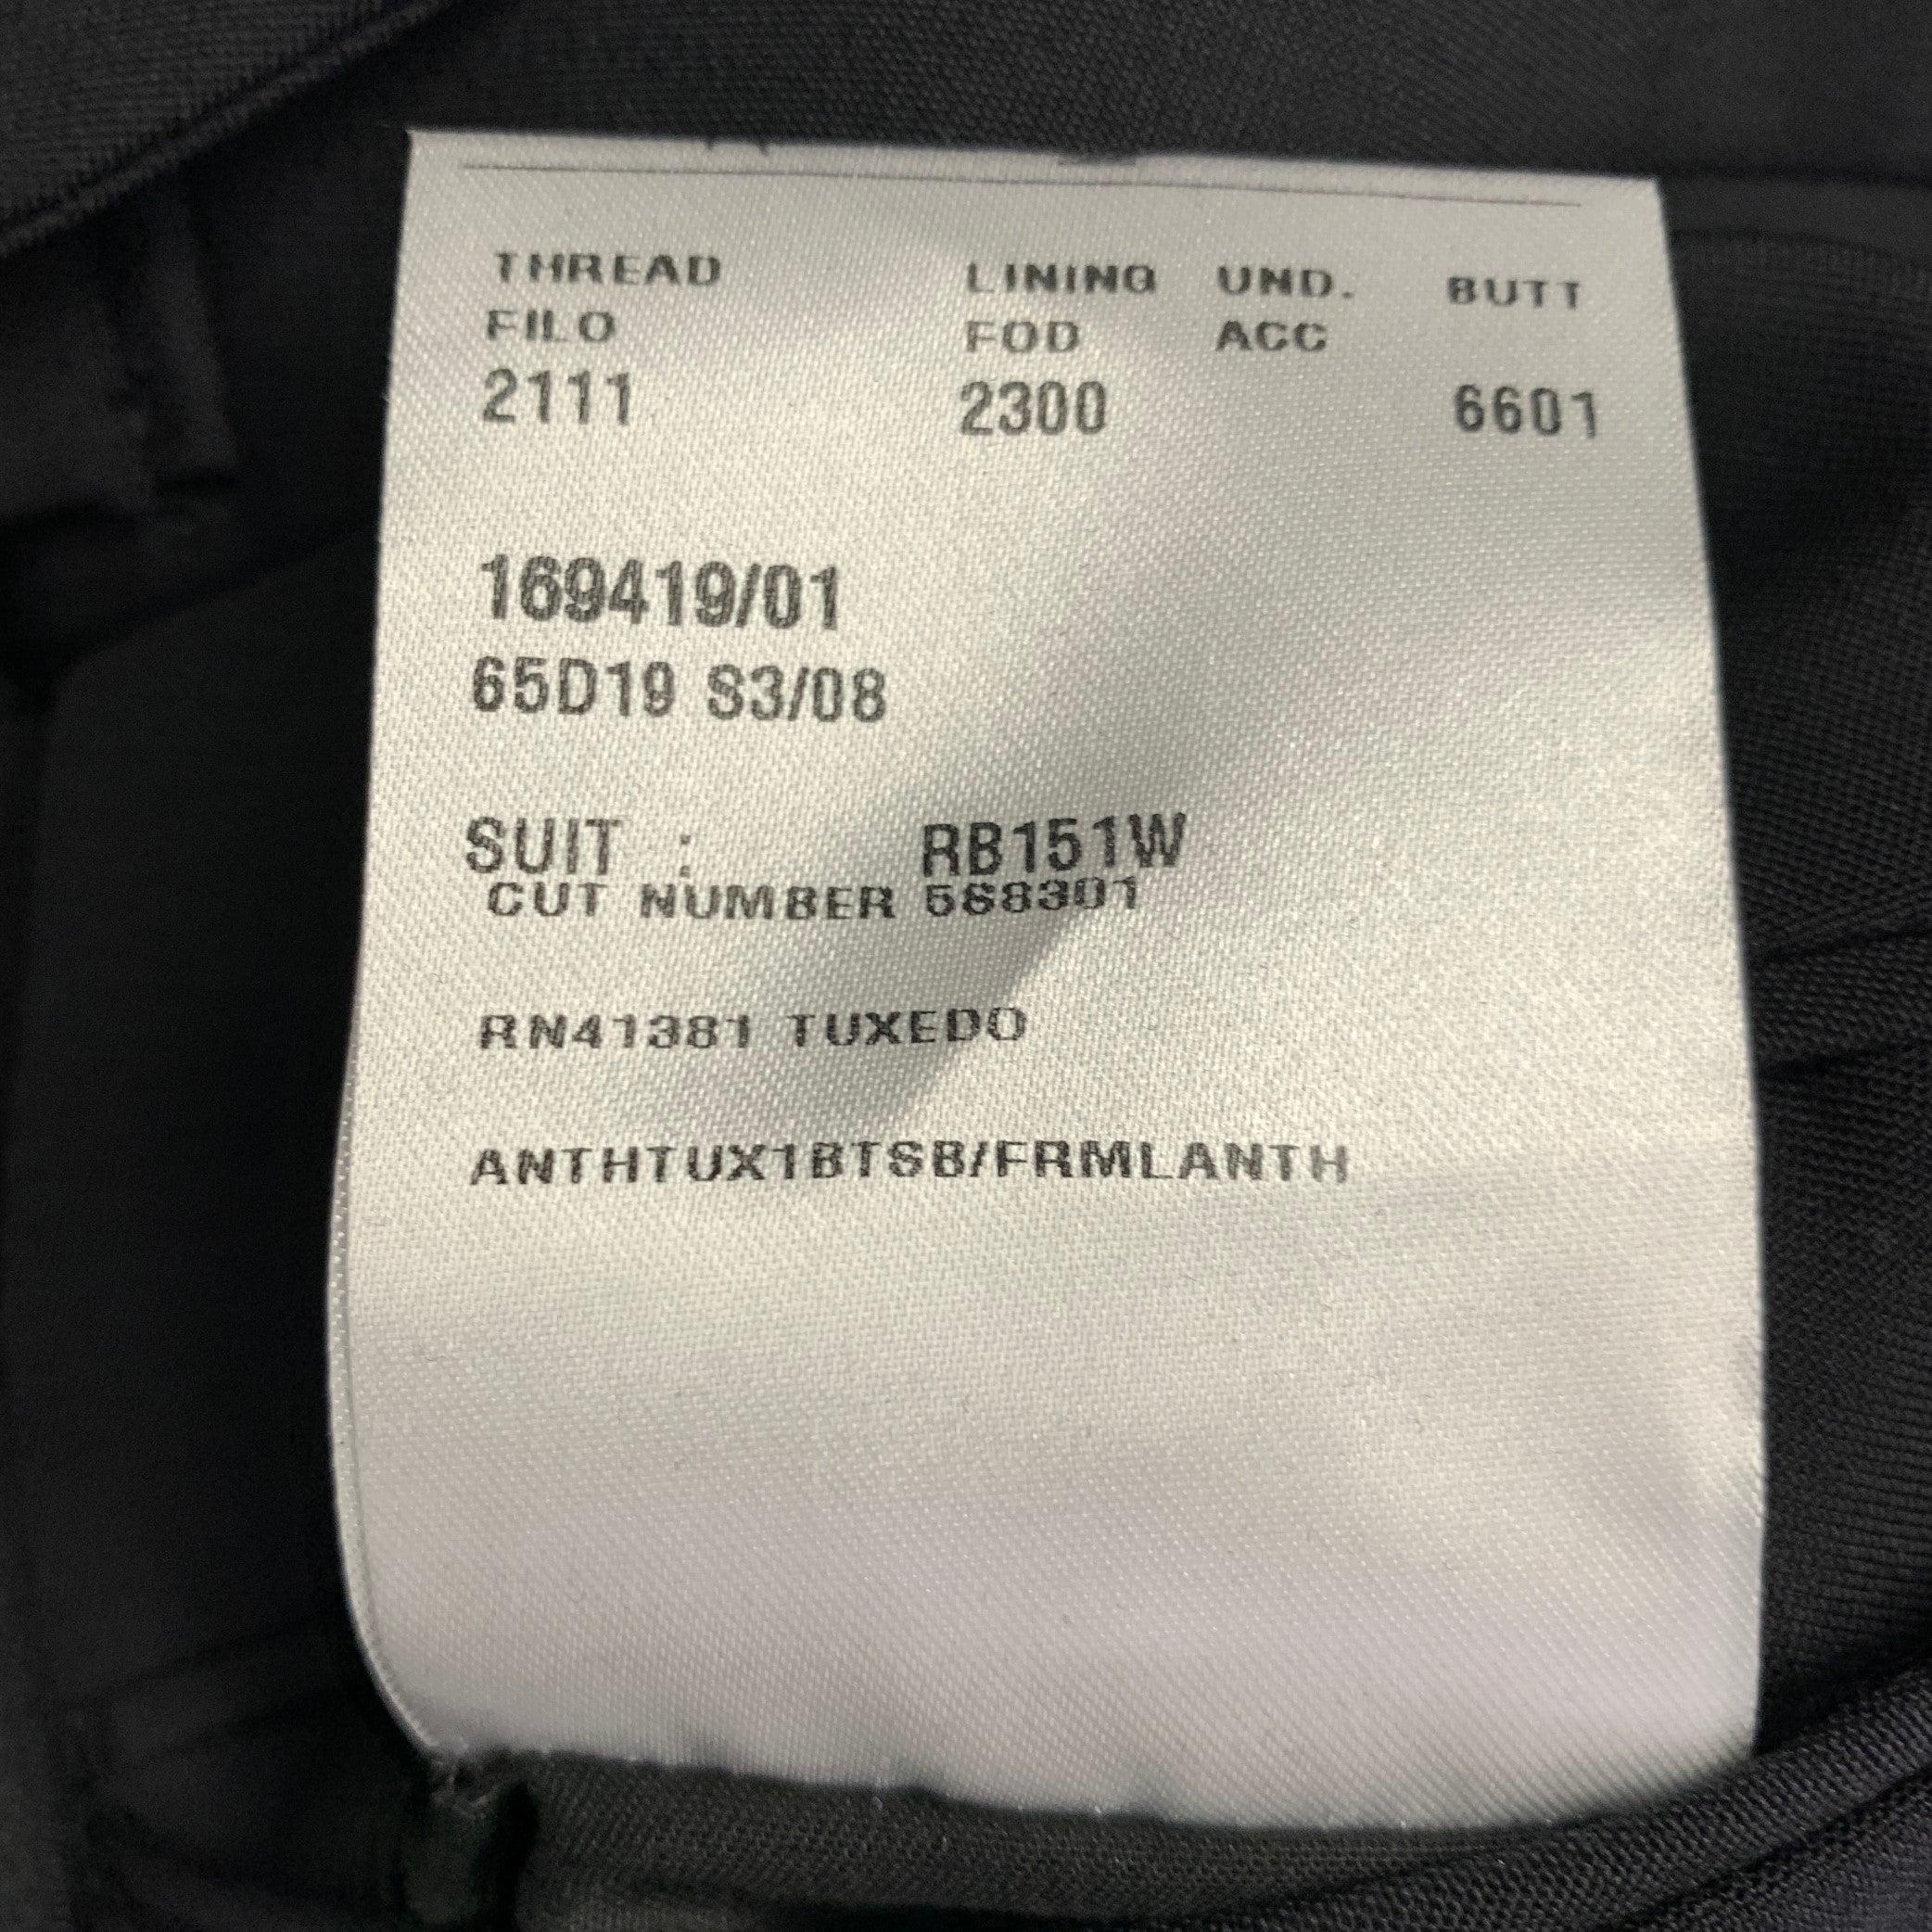 THREAD LINING UND. BUTT
FILO FOD ACC
2111 2300 6601
169419/01
65D19 S3/08
SUIT : RB151W
CUT NUMBER 568301
RN41381 TUXEDO
ANTHTUX1BTSB/FRMLANTH